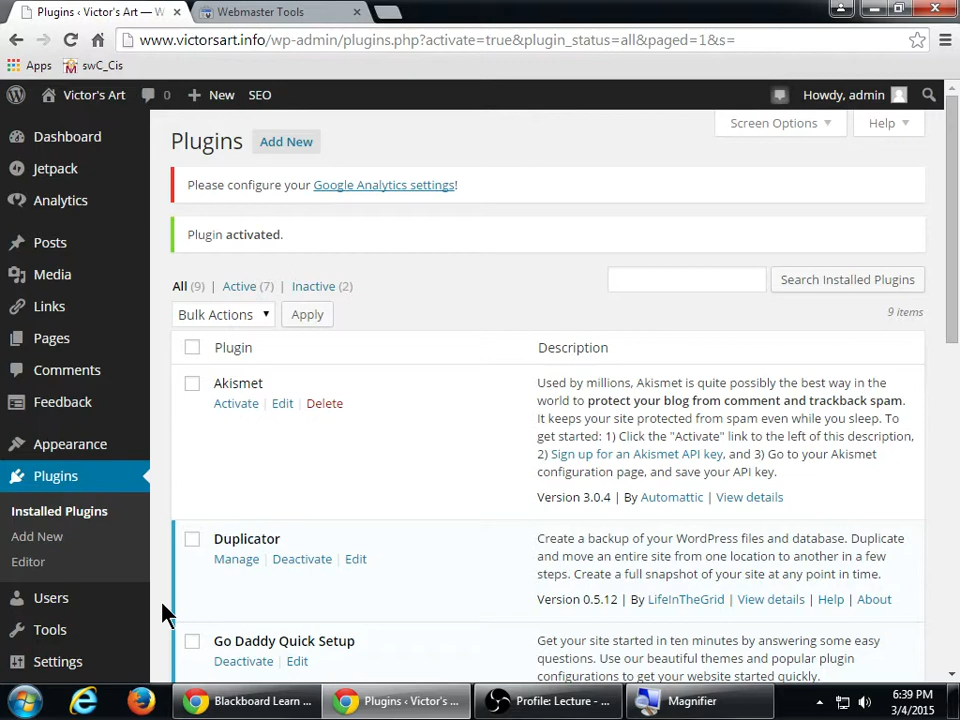 Plugins ‹ Victor's Art — W
Webmaster Tools
www.victorsart.info/wp-admin/plugins.php?activate=true&plugin_status=all&paged=1&s=
Apps
swC_Cis
Victor's Art
0
New
SEO
Howdy, admin
Dashboard
Jetpack
Analytics
Posts
Media
Links
Pages
Comments
Feedback
Appearance
Plugins
Installed Plugins
Add New
Editor
Users
Tools
Settings
Screen Options
Help
Plugins
Add New
Please configure your Google Analytics settings!
Plugin activated.
All (9) | Active (7) | Inactive (2)
Search Installed Plugins
Bulk Actions
Apply
9 items
Plugin
Description
Akismet
Activate | Edit | Delete
Used by millions, Akismet is quite possibly the best way in the
world to protect your blog from comment and trackback spam.
It keeps your site protected from spam even while you sleep. To
get started: 1) Click the "Activate" link to the left of this description,
2) Sign up for an Akismet API key, and 3) Go to your Akismet
configuration page, and save your API key.
Version 3.0.4 | By Automattic | View details
Duplicator
Manage | Deactivate | Edit
Create a backup of your WordPress files and database. Duplicate
and move an entire site from one location to another in a few
steps. Create a full snapshot of your site at any point in time.
Version 0.5.12 | By LifeInTheGrid | View details | Help | About
Go Daddy Quick Setup
Deactivate | Edit
Get your site started in ten minutes by answering some easy
questions. Use our beautiful themes and popular plugin
configurations to get your website started quickly.
Blackboard Learn ...
Plugins ‹ Victor's ...
Profile: Lecture - ...
Magnifier
6:39 PM
3/4/2015